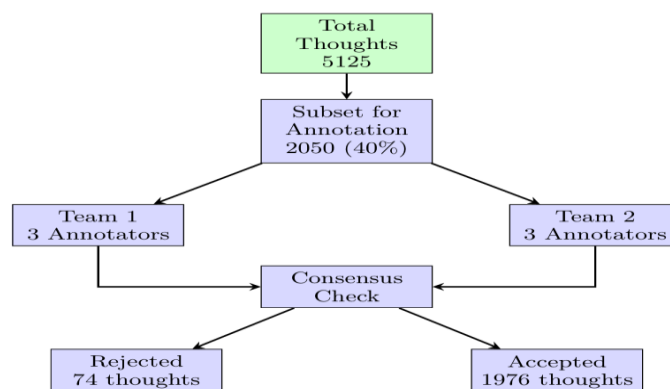 Total
Thoughts
5125
Subset for
Annotation
2050 (40%)
Team 1
3 Annotators
Team 2
3 Annotators
Consensus
Check
Rejected
74 thoughts
Accepted
1976 thoughts